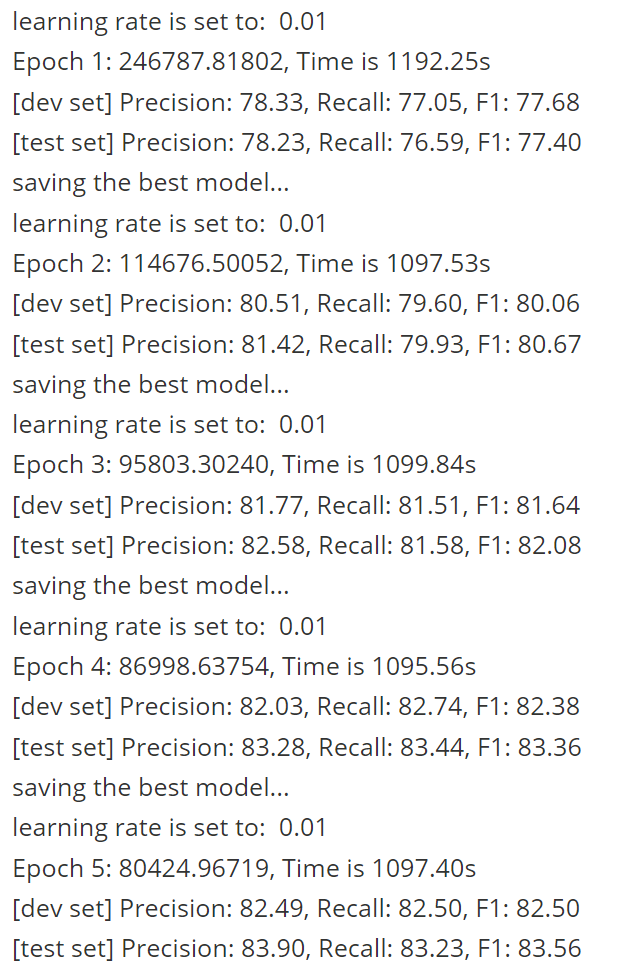 learning rate is set to:  0.01
Epoch 1: 246787.81802, Time is 1192.25s
[dev set] Precision: 78.33, Recall: 77.05, F1: 77.68
[test set] Precision: 78.23, Recall: 76.59, F1: 77.40
saving the best model...
learning rate is set to:  0.01
Epoch 2: 114676.50052, Time is 1097.53s
[dev set] Precision: 80.51, Recall: 79.60, F1: 80.06
[test set] Precision: 81.42, Recall: 79.93, F1: 80.67
saving the best model...
learning rate is set to:  0.01
Epoch 3: 95803.30240, Time is 1099.84s
[dev set] Precision: 81.77, Recall: 81.51, F1: 81.64
[test set] Precision: 82.58, Recall: 81.58, F1: 82.08
saving the best model...
learning rate is set to:  0.01
Epoch 4: 86998.63754, Time is 1095.56s
[dev set] Precision: 82.03, Recall: 82.74, F1: 82.38
[test set] Precision: 83.28, Recall: 83.44, F1: 83.36
saving the best model...
learning rate is set to:  0.01
Epoch 5: 80424.96719, Time is 1097.40s
[dev set] Precision: 82.49, Recall: 82.50, F1: 82.50
[test set] Precision: 83.90, Recall: 83.23, F1: 83.56